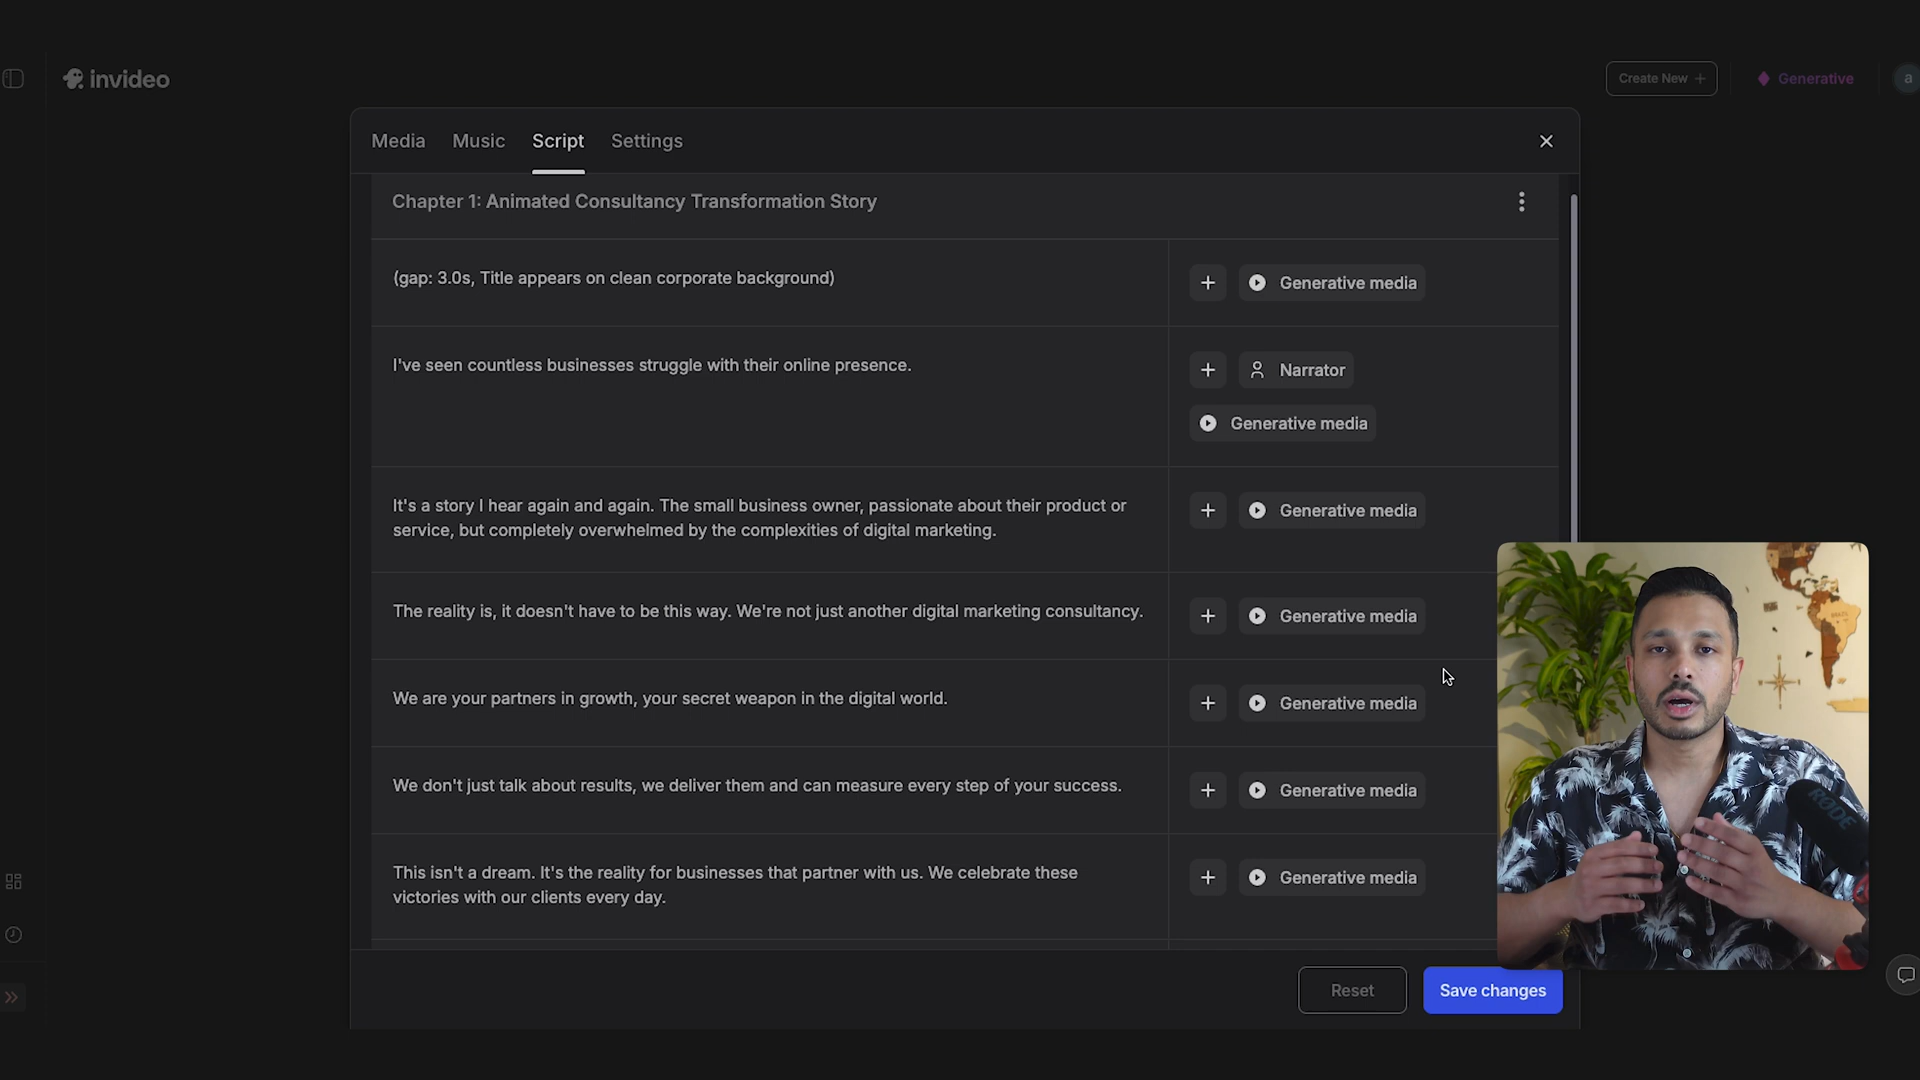 invideo
Create New +
Generative
a
Media Music Script Settings
Chapter 1: Animated Consultancy Transformation Story
(gap: 3.0s, Title appears on clean corporate background)
Generative media
I've seen countless businesses struggle with their online presence.
Narrator
Generative media
It's a story I hear again and again. The small business owner, passionate about their product or
service, but completely overwhelmed by the complexities of digital marketing.
Generative media
The reality is, it doesn't have to be this way. We're not just another digital marketing consultancy.
Generative media
We are your partners in growth, your secret weapon in the digital world.
Generative media
We don't just talk about results, we deliver them and can measure every step of your success.
Generative media
This isn't a dream. It's the reality for businesses that partner with us. We celebrate these
victories with our clients every day.
Generative media
BRAZIL
RØDE
Reset
Save changes